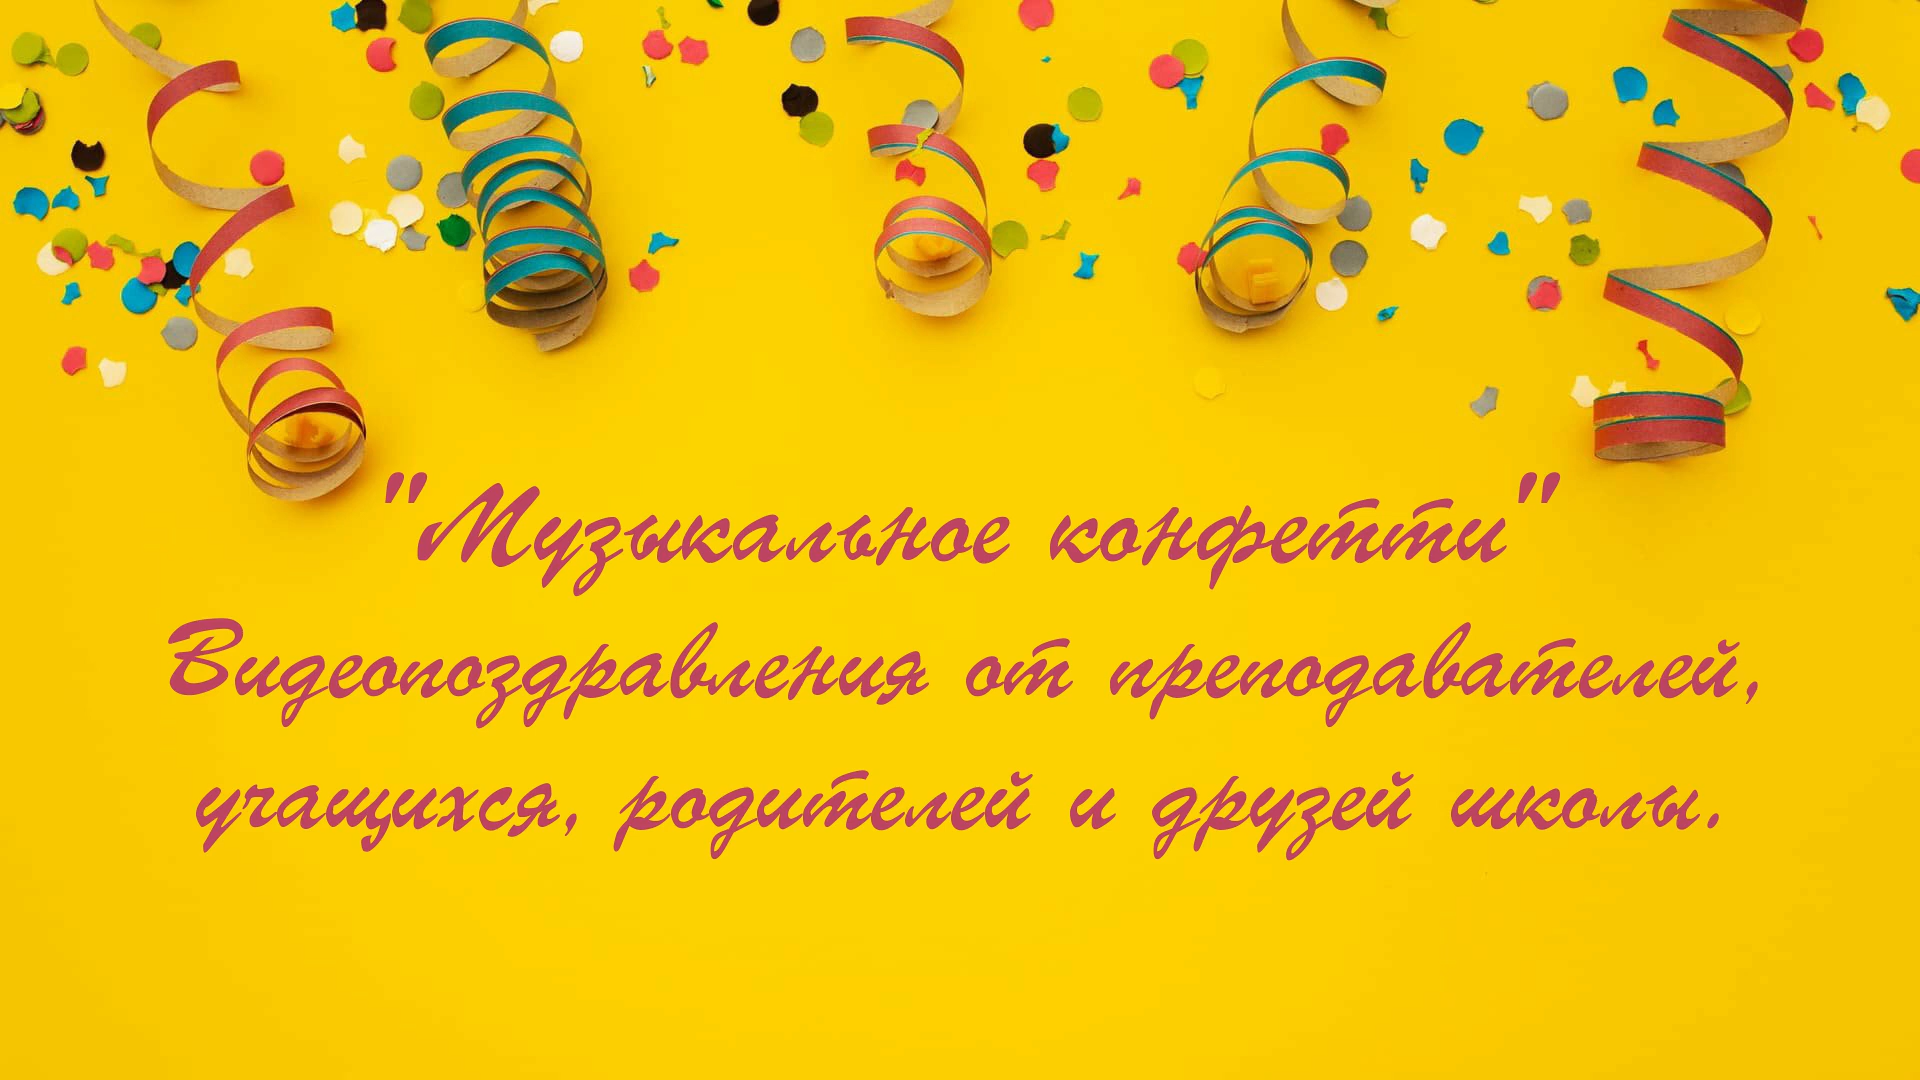 "Музыкальное конфетти"
Видеопоздравления от преподавателей,
учащихся, родителей и друзей школы.